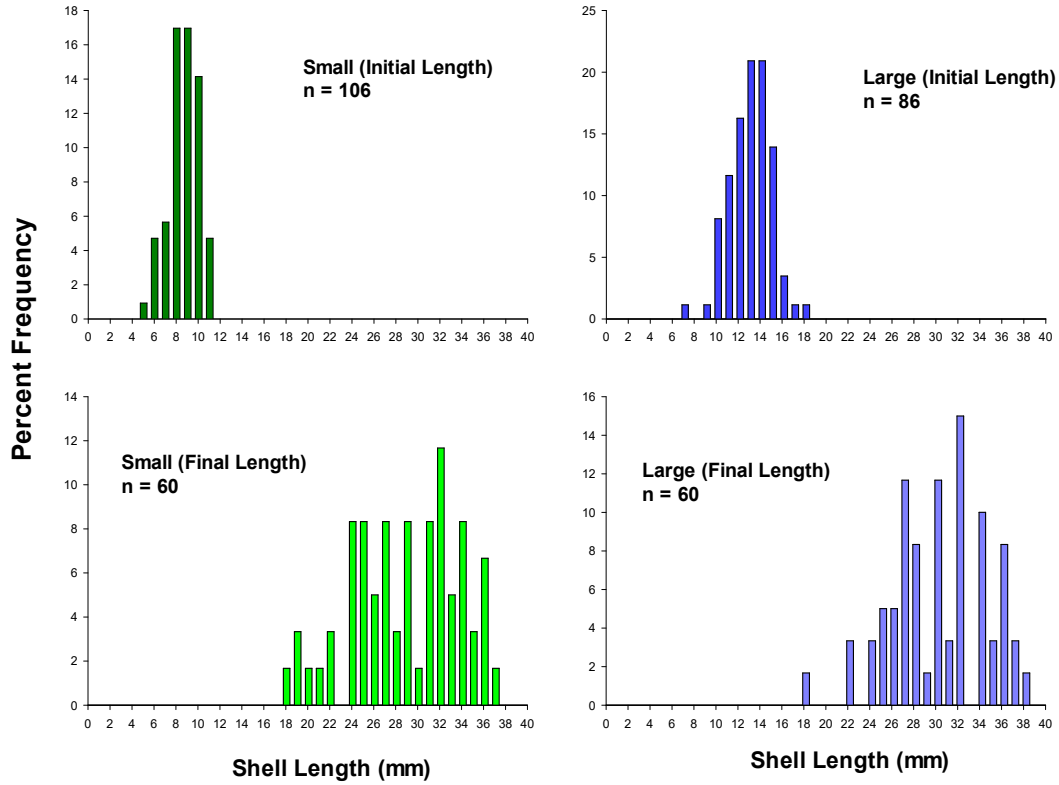 Percent Frequency
18
16
14
12
10
8
6
4
2
0
0 2 4 6 8 10 12 14 16 18 20 22 24 26 28 30 32 34 36 38 40
Small (Initial Length)
n = 106
25
20
15
10
5
0
0 2 4 6 8 10 12 14 16 18 20 22 24 26 28 30 32 34 36 38 40
Large (Initial Length)
n = 86
14
12
10
8
6
4
2
0
0 2 4 6 8 10 12 14 16 18 20 22 24 26 28 30 32 34 36 38 40
Small (Final Length)
n = 60
Shell Length (mm)
16
14
12
10
8
6
4
2
0
0 2 4 6 8 10 12 14 16 18 20 22 24 26 28 30 32 34 36 38 40
Large (Final Length)
n = 60
Shell Length (mm)